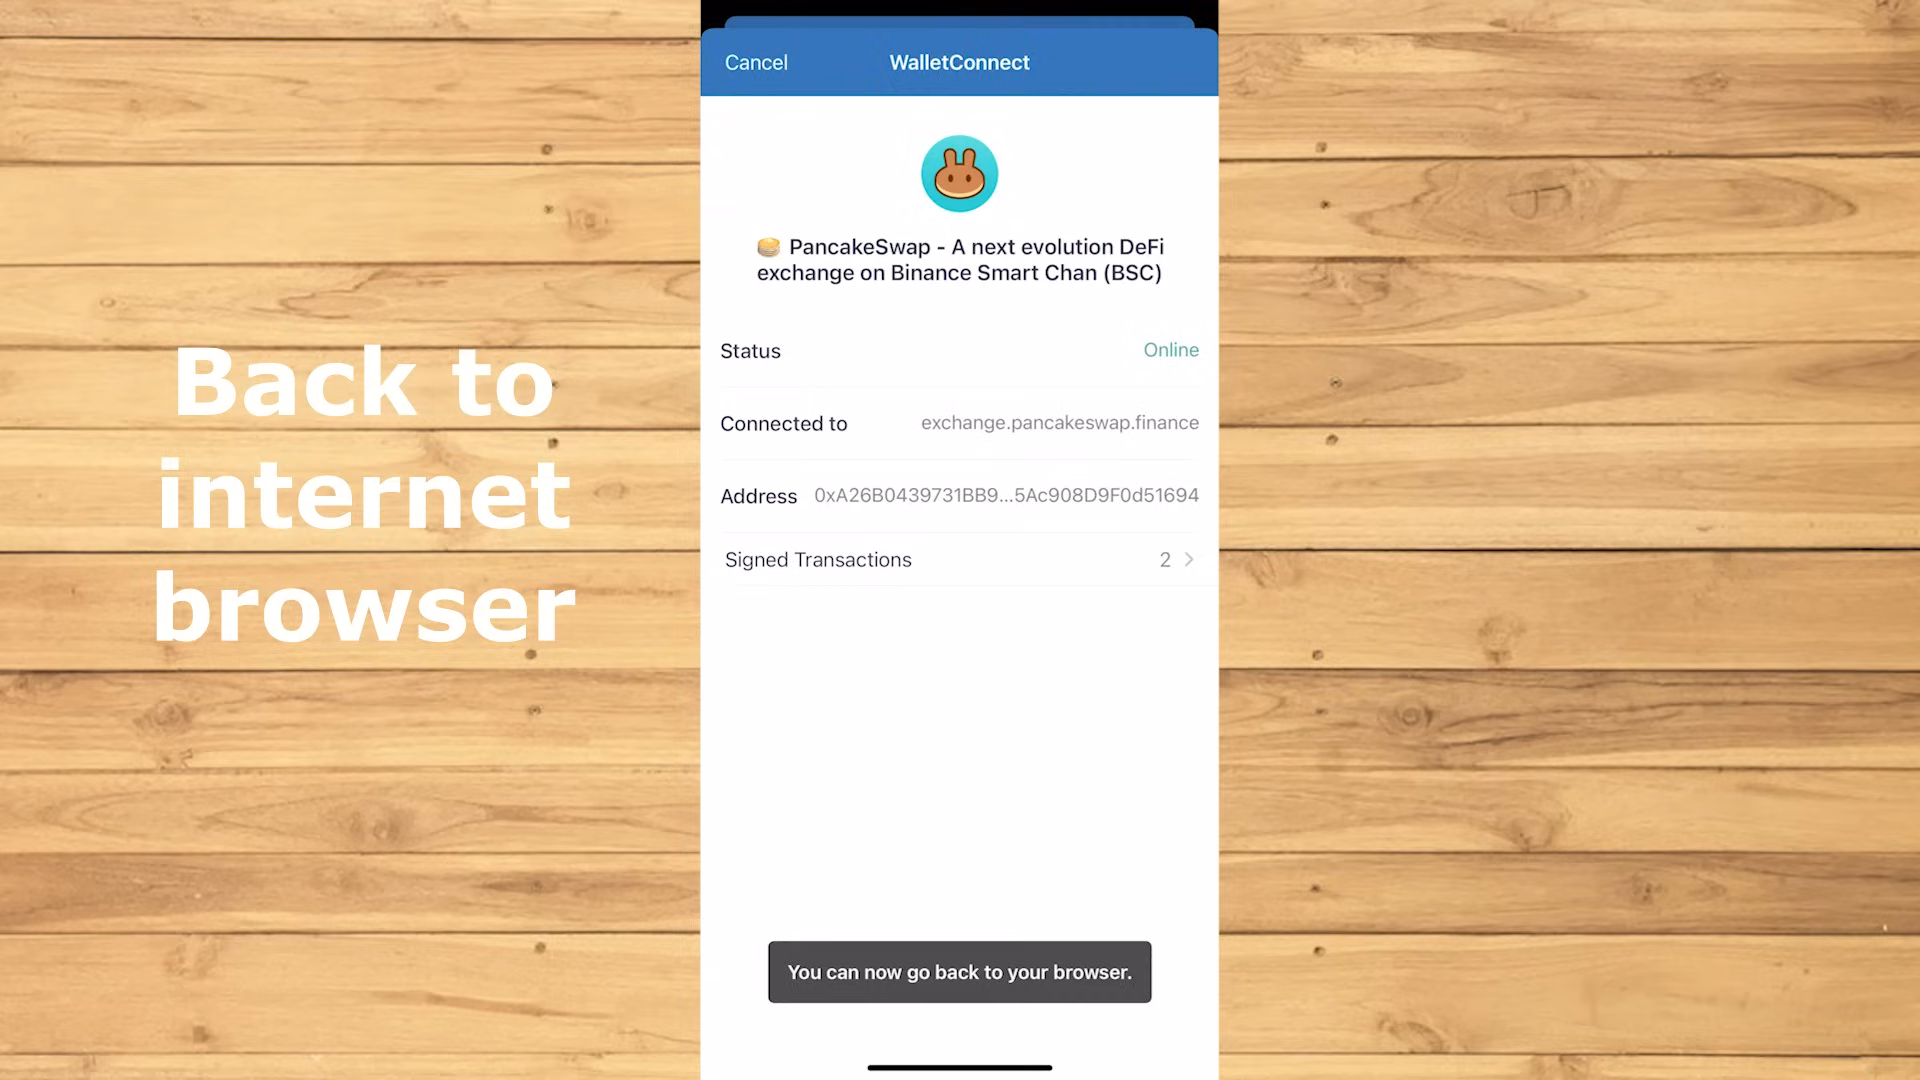 Cancel
WalletConnect
🥞 PancakeSwap - A next evolution DeFi
exchange on Binance Smart Chan (BSC)
Status
Online
Connected to
exchange.pancakeswap.finance
Address
0xA26B0439731BB9...5Ac908D9F0d51694
Signed Transactions
2
You can now go back to your browser.
Back to
internet
browser